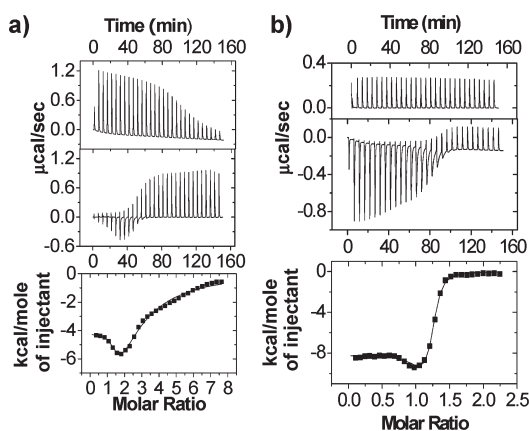 a)
Time (min)
0 40 80 120 160
1.2
0.6
0.0
μcal/sec
1.2
0.6
0.0
-0.6
0 40 80 120 160
Time (min)
0
-2
-4
-6
kcal/mole
of injectant
0 1 2 3 4 5 6 7 8
Molar Ratio
b)
Time (min)
0 40 80 120 160
0.4
0.0
μcal/sec
0.0
-0.4
-0.8
0 40 80 120 160
Time (min)
0
-4
-8
kcal/mole
of injectant
0.0 0.5 1.0 1.5 2.0 2.5
Molar Ratio